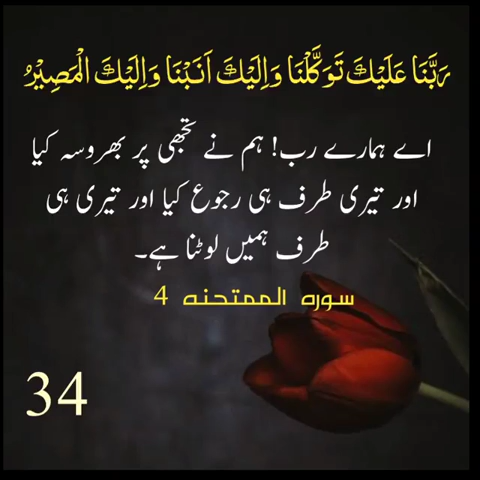 رَبَّنَا عَلَيْكَ تَوَكَّلْنَا وَاِلَيْكَ اَنَبْنَا وَاِلَيْكَ الْمَصِيْرُ
اے ہمارے رب! ہم نے تجھی پر بھروسہ کیا
اور تیری طرف ہی رجوع کیا اور تیری ہی
طرف ہمیں لوٹنا ہے۔
سورہ الممتحنہ 4
34